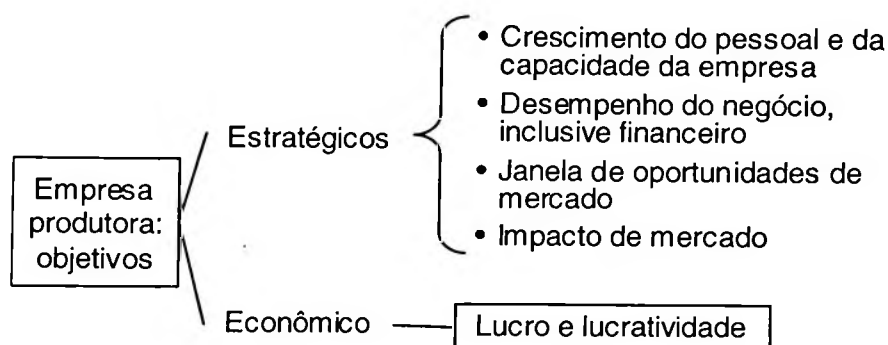 Empresa
produtora:
objetivos
Estratégicos
• Crescimento do pessoal e da
capacidade da empresa
• Desempenho do negócio,
inclusive financeiro
• Janela de oportunidades de
mercado
• Impacto de mercado
Econômico
Lucro e lucratividade